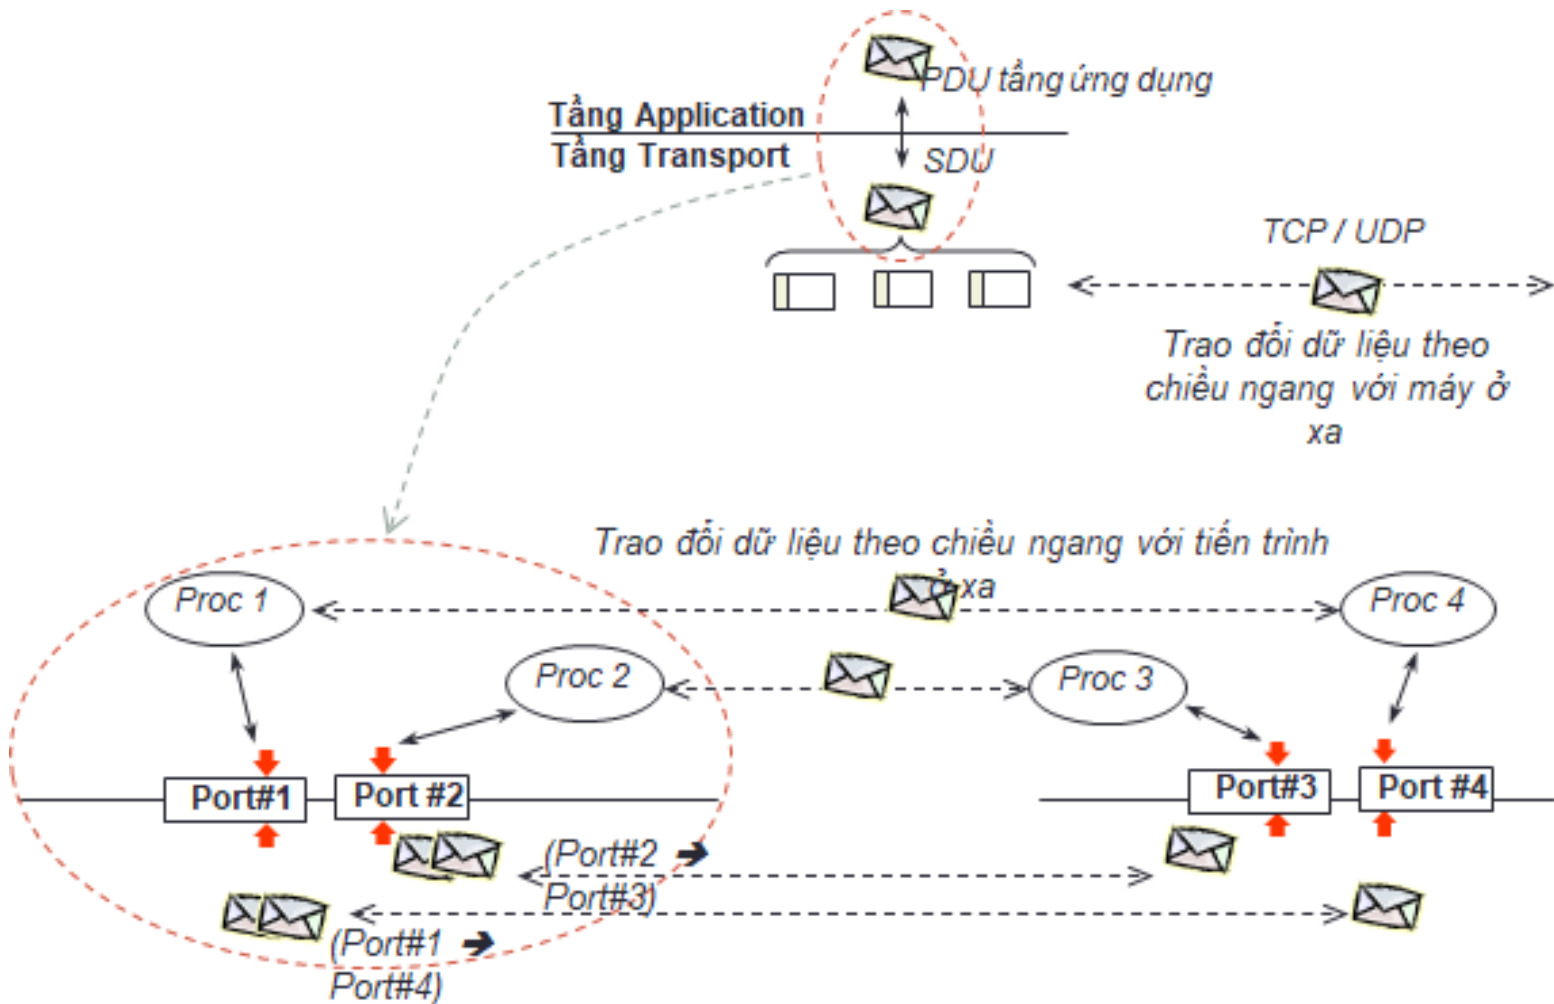 PDU tầng ứng dụng
Tầng Application
Tầng Transport
SDU
TCP / UDP
Trao đổi dữ liệu theo
chiều ngang với máy ở
xa
Trao đổi dữ liệu theo chiều ngang với tiến trình
ở xa
Proc 1
Proc 4
Proc 2
Proc 3
Port#1
Port #2
Port#3
Port #4
(Port#2 ➔
Port#3)
(Port#1 ➔
Port#4)